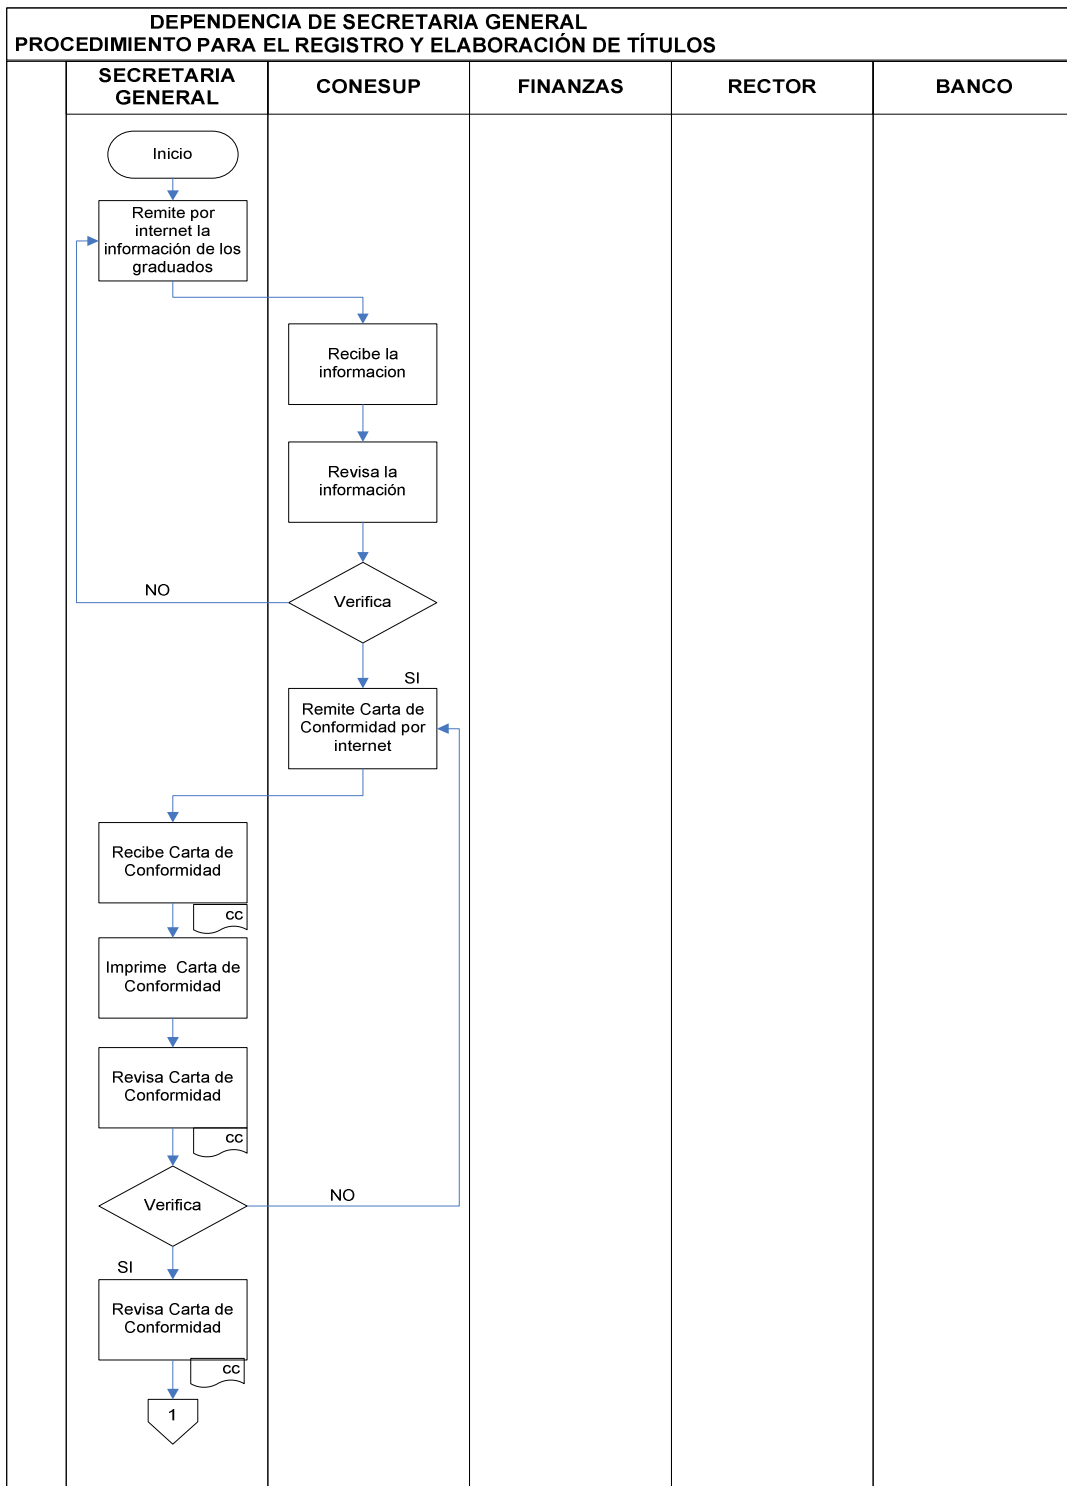 DEPENDENCIA DE SECRETARIA GENERAL
PROCEDIMIENTO PARA EL REGISTRO Y ELABORACIÓN DE TÍTULOS
SECRETARIA
GENERAL
CONESUP
FINANZAS
RECTOR
BANCO
Inicio
Remite por
internet la
información de los
graduados
Recibe la
informacion
Revisa la
información
NO
Verifica
SI
Remite Carta de
Conformidad por
internet
Recibe Carta de
Conformidad
CC
Imprime Carta de
Conformidad
Revisa Carta de
Conformidad
CC
Verifica
NO
SI
Revisa Carta de
Conformidad
CC
1